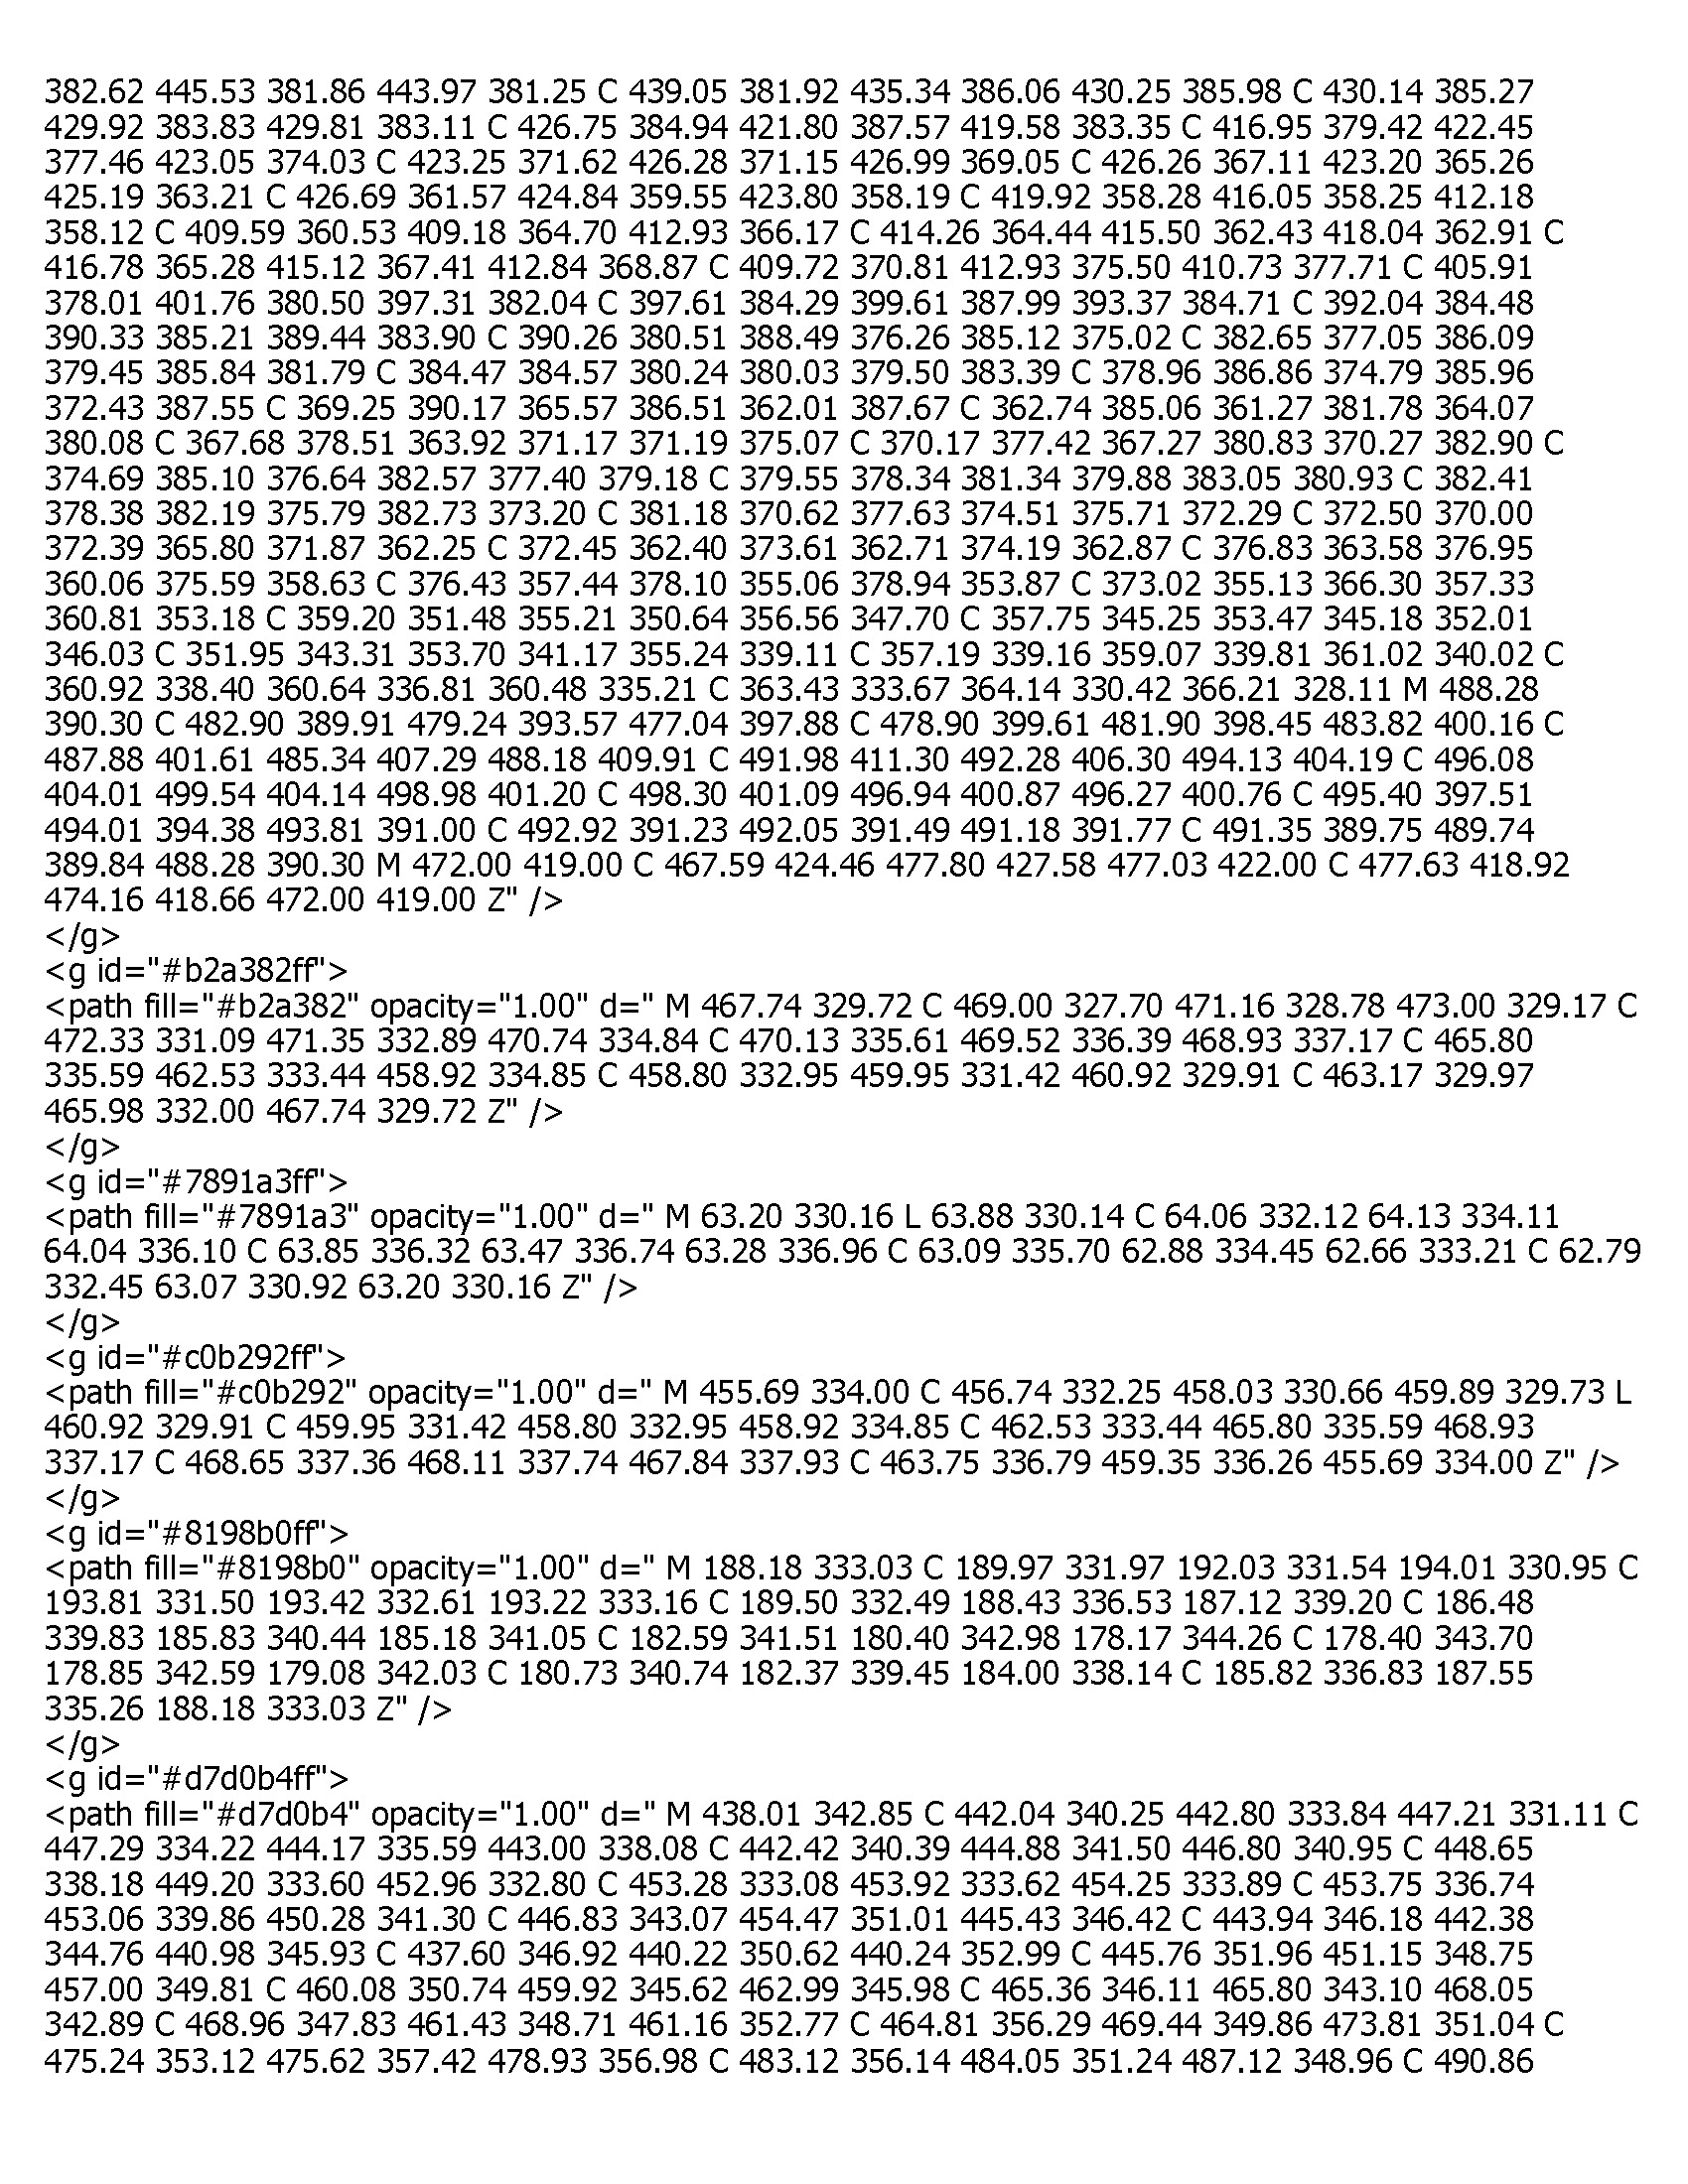 382.62 445.53 381.86 443.97 381.25 C 439.05 381.92 435.34 386.06 430.25 385.98 C 430.14 385.27
429.92 383.83 429.81 383.11 C 426.75 384.94 421.80 387.57 419.58 383.35 C 416.95 379.42 422.45
377.46 423.05 374.03 C 423.25 371.62 426.28 371.15 426.99 369.05 C 426.26 367.11 423.20 365.26
425.19 363.21 C 426.69 361.57 424.84 359.55 423.80 358.19 C 419.92 358.28 416.05 358.25 412.18
358.12 C 409.59 360.53 409.18 364.70 412.93 366.17 C 414.26 364.44 415.50 362.43 418.04 362.91 C
416.78 365.28 415.12 367.41 412.84 368.87 C 409.72 370.81 412.93 375.50 410.73 377.71 C 405.91
378.01 401.76 380.50 397.31 382.04 C 397.61 384.29 399.61 387.99 393.37 384.71 C 392.04 384.48
390.33 385.21 389.44 383.90 C 390.26 380.51 388.49 376.26 385.12 375.02 C 382.65 377.05 386.09
379.45 385.84 381.79 C 384.47 384.57 380.24 380.03 379.50 383.39 C 378.96 386.86 374.79 385.96
372.43 387.55 C 369.25 390.17 365.57 386.51 362.01 387.67 C 362.74 385.06 361.27 381.78 364.07
380.08 C 367.68 378.51 363.92 371.17 371.19 375.07 C 370.17 377.42 367.27 380.83 370.27 382.90 C
374.69 385.10 376.64 382.57 377.40 379.18 C 379.55 378.34 381.34 379.88 383.05 380.93 C 382.41
378.38 382.19 375.79 382.73 373.20 C 381.18 370.62 377.63 374.51 375.71 372.29 C 372.50 370.00
372.39 365.80 371.87 362.25 C 372.45 362.40 373.61 362.71 374.19 362.87 C 376.83 363.58 376.95
360.06 375.59 358.63 C 376.43 357.44 378.10 355.06 378.94 353.87 C 373.02 355.13 366.30 357.33
360.81 353.18 C 359.20 351.48 355.21 350.64 356.56 347.70 C 357.75 345.25 353.47 345.18 352.01
346.03 C 351.95 343.31 353.70 341.17 355.24 339.11 C 357.19 339.16 359.07 339.81 361.02 340.02 C
360.92 338.40 360.64 336.81 360.48 335.21 C 363.43 333.67 364.14 330.42 366.21 328.11 M 488.28
390.30 C 482.90 389.91 479.24 393.57 477.04 397.88 C 478.90 399.61 481.90 398.45 483.82 400.16 C
487.88 401.61 485.34 407.29 488.18 409.91 C 491.98 411.30 492.28 406.30 494.13 404.19 C 496.08
404.01 499.54 404.14 498.98 401.20 C 498.30 401.09 496.94 400.87 496.27 400.76 C 495.40 397.51
494.01 394.38 493.81 391.00 C 492.92 391.23 492.05 391.49 491.18 391.77 C 491.35 389.75 489.74
389.84 488.28 390.30 M 472.00 419.00 C 467.59 424.46 477.80 427.58 477.03 422.00 C 477.63 418.92
474.16 418.66 472.00 419.00 Z" />
</g>
<g id="#b2a382ff">
<path fill="#b2a382" opacity="1.00" d=" M 467.74 329.72 C 469.00 327.70 471.16 328.78 473.00 329.17 C
472.33 331.09 471.35 332.89 470.74 334.84 C 470.13 335.61 469.52 336.39 468.93 337.17 C 465.80
335.59 462.53 333.44 458.92 334.85 C 458.80 332.95 459.95 331.42 460.92 329.91 C 463.17 329.97
465.98 332.00 467.74 329.72 Z" />
</g>
<g id="#7891a3ff">
<path fill="#7891a3" opacity="1.00" d=" M 63.20 330.16 L 63.88 330.14 C 64.06 332.12 64.13 334.11
64.04 336.10 C 63.85 336.32 63.47 336.74 63.28 336.96 C 63.09 335.70 62.88 334.45 62.66 333.21 C 62.79
332.45 63.07 330.92 63.20 330.16 Z" />
</g>
<g id="#c0b292ff">
<path fill="#c0b292" opacity="1.00" d=" M 455.69 334.00 C 456.74 332.25 458.03 330.66 459.89 329.73 L
460.92 329.91 C 459.95 331.42 458.80 332.95 458.92 334.85 C 462.53 333.44 465.80 335.59 468.93
337.17 C 468.65 337.36 468.11 337.74 467.84 337.93 C 463.75 336.79 459.35 336.26 455.69 334.00 Z" />
</g>
<g id="#8198b0ff">
<path fill="#8198b0" opacity="1.00" d=" M 188.18 333.03 C 189.97 331.97 192.03 331.54 194.01 330.95 C
193.81 331.50 193.42 332.61 193.22 333.16 C 189.50 332.49 188.43 336.53 187.12 339.20 C 186.48
339.83 185.83 340.44 185.18 341.05 C 182.59 341.51 180.40 342.98 178.17 344.26 C 178.40 343.70
178.85 342.59 179.08 342.03 C 180.73 340.74 182.37 339.45 184.00 338.14 C 185.82 336.83 187.55
335.26 188.18 333.03 Z" />
</g>
<g id="#d7d0b4ff">
<path fill="#d7d0b4" opacity="1.00" d=" M 438.01 342.85 C 442.04 340.25 442.80 333.84 447.21 331.11 C
447.29 334.22 444.17 335.59 443.00 338.08 C 442.42 340.39 444.88 341.50 446.80 340.95 C 448.65
338.18 449.20 333.60 452.96 332.80 C 453.28 333.08 453.92 333.62 454.25 333.89 C 453.75 336.74
453.06 339.86 450.28 341.30 C 446.83 343.07 454.47 351.01 445.43 346.42 C 443.94 346.18 442.38
344.76 440.98 345.93 C 437.60 346.92 440.22 350.62 440.24 352.99 C 445.76 351.96 451.15 348.75
457.00 349.81 C 460.08 350.74 459.92 345.62 462.99 345.98 C 465.36 346.11 465.80 343.10 468.05
342.89 C 468.96 347.83 461.43 348.71 461.16 352.77 C 464.81 356.29 469.44 349.86 473.81 351.04 C
475.24 353.12 475.62 357.42 478.93 356.98 C 483.12 356.14 484.05 351.24 487.12 348.96 C 490.86